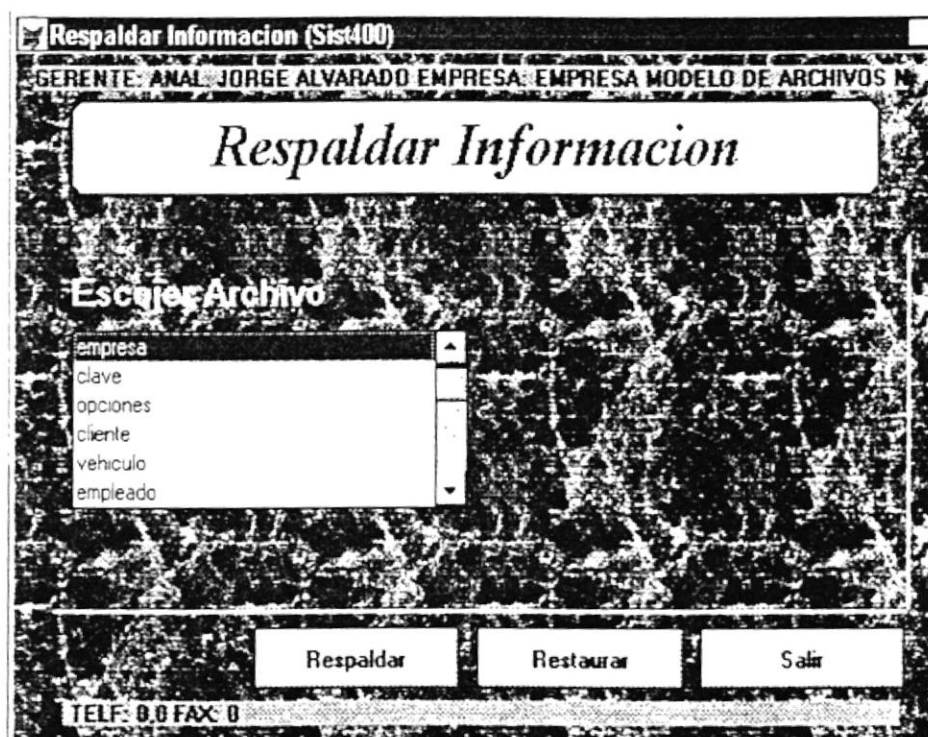 Respaldar Informacion (Sist400)
GERENTE: ANAL. JORGE ALVARADO EMPRESA: EMPRESA MODELO DE ARCHIVOS
Respaldar Informacion
Escojer Archivo
empresa
clave
opciones
cliente
vehiculo
empleado
Respaldar Restaurar Salir
TELF: 0,0 FAX: 0